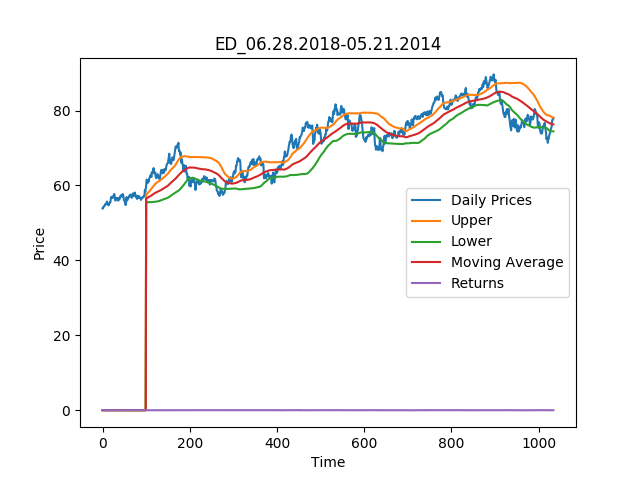 ED_06.28.2018-05.21.2014
80
60
40
20
0
Price
Daily Prices
Upper
Lower
Moving Average
Returns
0 200 400 600 800 1000
Time